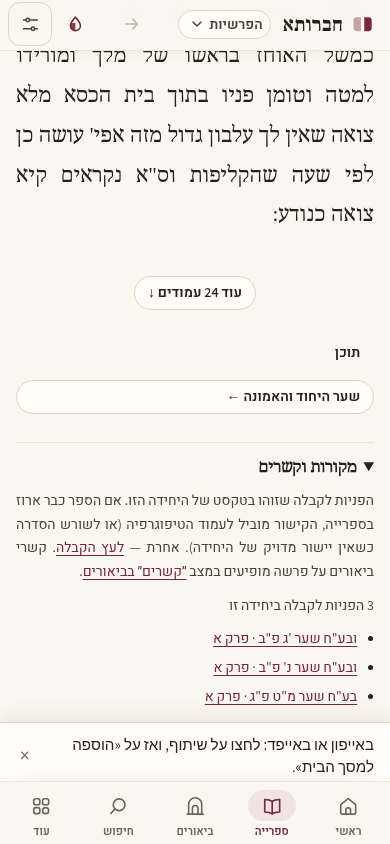 חברותא
הפרשיות
כמשל האוחז בראשו של מלך ומורידו
למטה וטומן פניו בתוך בית הכסא מלא
צואה שאין לך עלבון גדול מזה אפי' עושה כן
לפי שעה שהקליפות וס"א נקראים קיא
צואה כנודע:
עוד 24 עמודים ↓
תוכן
שער היחוד והאמונה ←
▼ מקורות וקשרים
הפניות לקבלה שזוהו בטקסט של היחידה הזו. אם הספר כבר ארוז
בספרייה, הקישור מוביל לעמוד הטיפוגרפיה (או לשורש הסדרה
כשאין יישור מדויק של היחידה). אחרת — לעץ הקבלה. קשרי
ביאורים על פרשה מופיעים במצב "קשרים" בביאורים.
3 הפניות לקבלה ביחידה זו
• ובע"ח שער 'ג פ"ב · פרק א
• ובע"ח שער נ' פ"ב · פרק א
• בע"ח שער מ"ט פ"ג · פרק א
באייפון או באייפד: לחצו על שיתוף, ואז על «הוספה
למסך הבית».
×
ראשי
ספרייה
ביאורים
חיפוש
עוד